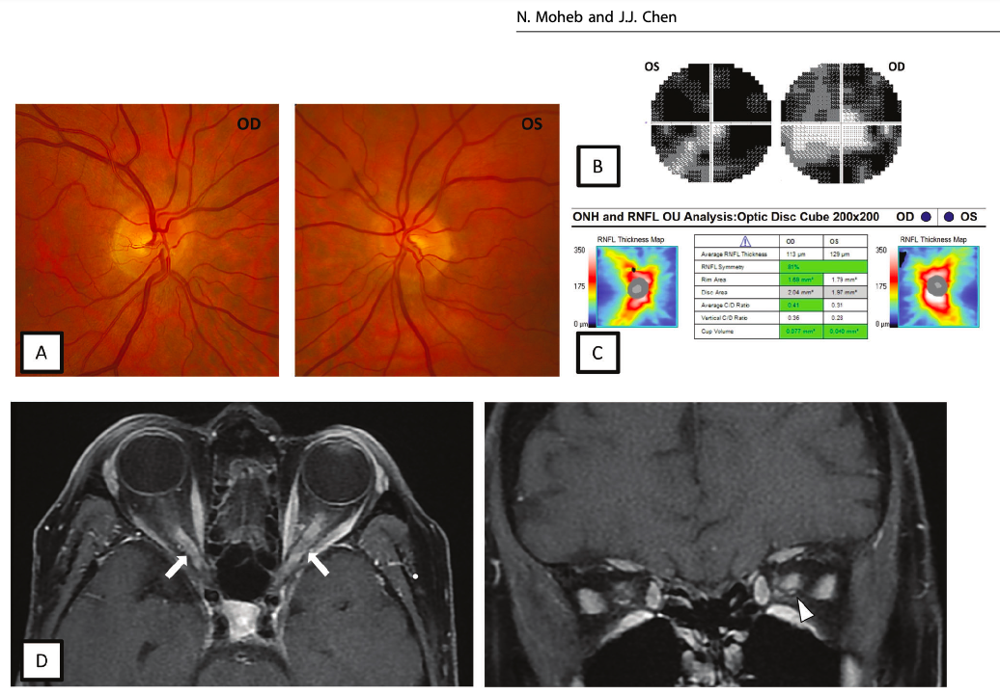 N. Moheb and J.J. Chen
OD
OS
A
OS
OD
B
ONH and RNFL OU Analysis:Optic Disc Cube 200x200 OD OS
RNFL Thickness Map
350
175
0 µm
OD OS
Average RNFL Thickness 113 µm 129 µm
RNFL Symmetry 81%
Rim Area 1.69 mm² 1.79 mm²
Disc Area 2.04 mm² 1.97 mm²
Average C/D Ratio 0.41 0.31
Vertical C/D Ratio 0.36 0.23
Cup Volume 0.077 mm³ 0.040 mm³
RNFL Thickness Map
350
175
0 µm
C
D